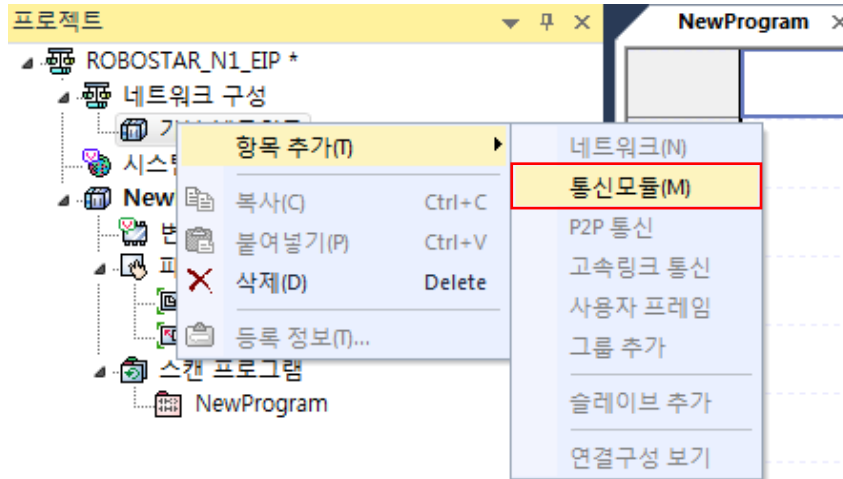 프로젝트
NewProgram
ROBOSTAR_N1_EIP *
네트워크 구성
항목 추가(T)
네트워크(N)
통신모듈(M)
New
복사(C) Ctrl+C
P2P 통신
붙여넣기(P) Ctrl+V
고속링크 통신
삭제(D) Delete
사용자 프레임
등록 정보(T)...
그룹 추가
스캔 프로그램
슬레이브 추가
NewProgram
연결구성 보기